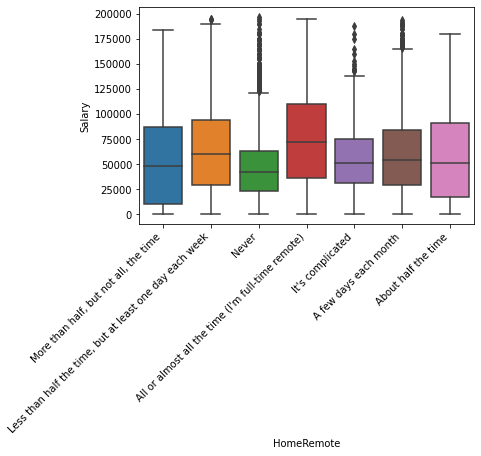 200000
175000
150000
125000
100000
75000
50000
25000
0
Salary
More than half, but not all, the time
Less than half the time, but at least one day each week
Never
All or almost all the time (I'm full-time remote)
It's complicated
A few days each month
About half the time
HomeRemote